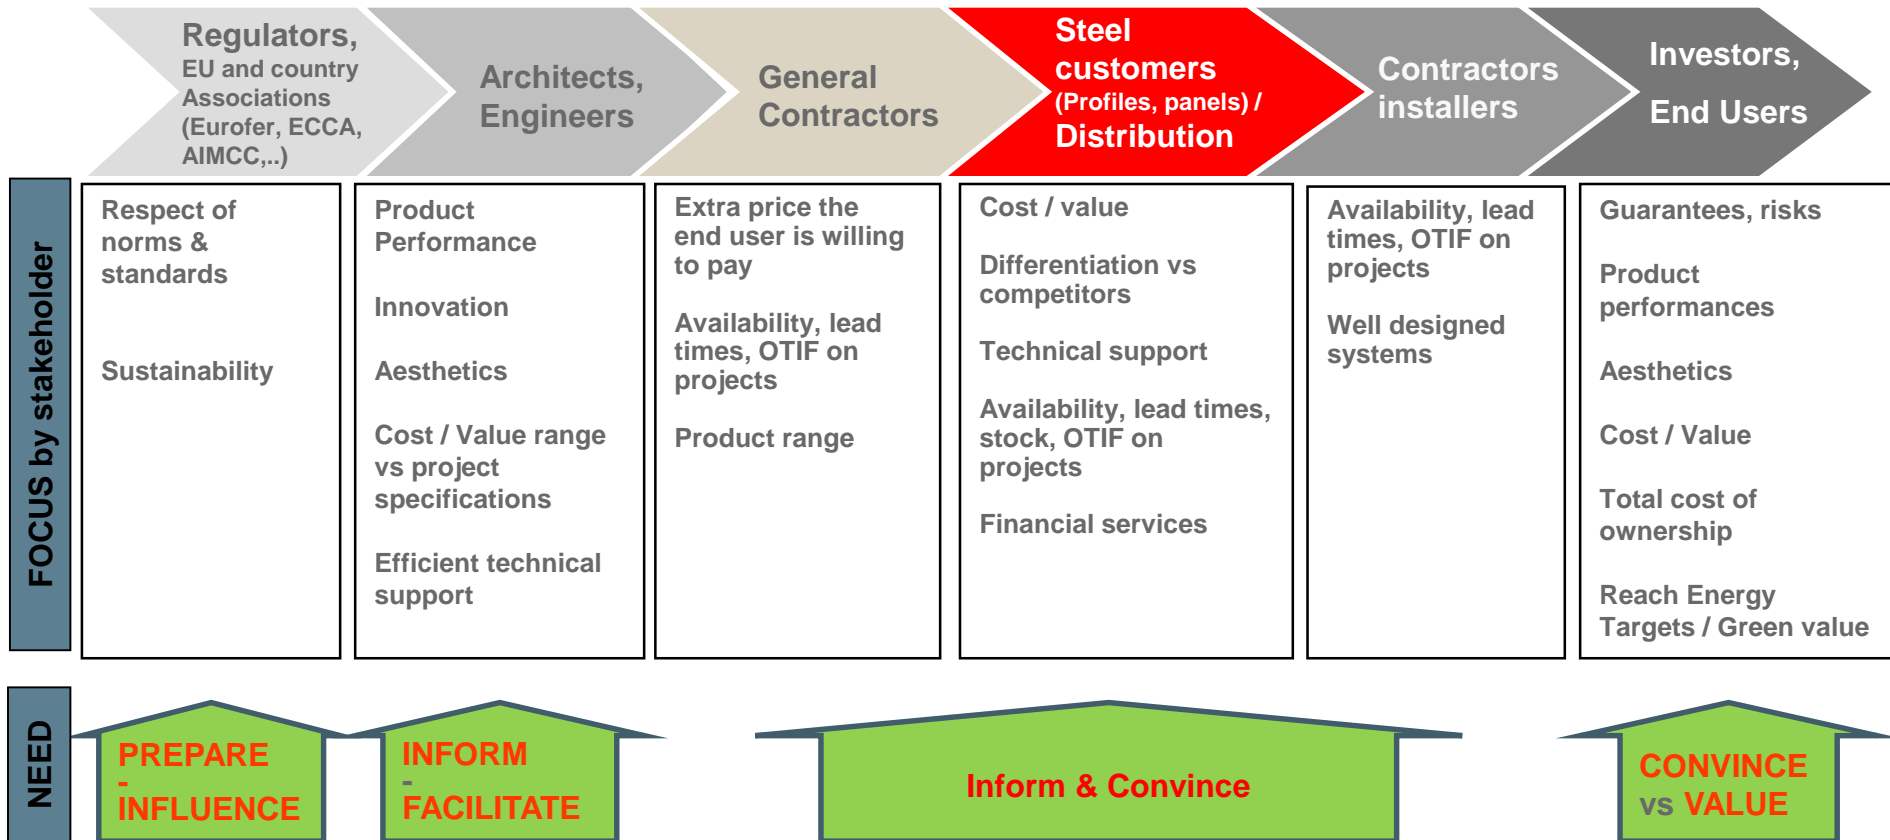 Regulators,
EU and country
Associations
(Eurofer, ECCA,
AIMCC,..)
Architects,
Engineers
General
Contractors
Steel
customers
(Profiles, panels) /
Distribution
Contractors
installers
Investors,
End Users
FOCUS by stakeholder
Respect of
norms &
standards
Sustainability
Product
Performance
Innovation
Aesthetics
Cost / Value range
vs project
specifications
Efficient technical
support
Extra price the
end user is willing
to pay
Availability, lead
times, OTIF on
projects
Product range
Cost / value
Differentiation vs
competitors
Technical support
Availability, lead times,
stock, OTIF on
projects
Financial services
Availability, lead
times, OTIF on
projects
Well designed
systems
Guarantees, risks
Product
performances
Aesthetics
Cost / Value
Total cost of
ownership
Reach Energy
Targets / Green value
NEED
PREPARE
-
INFLUENCE
INFORM
-
FACILITATE
Inform & Convince
CONVINCE
vs VALUE